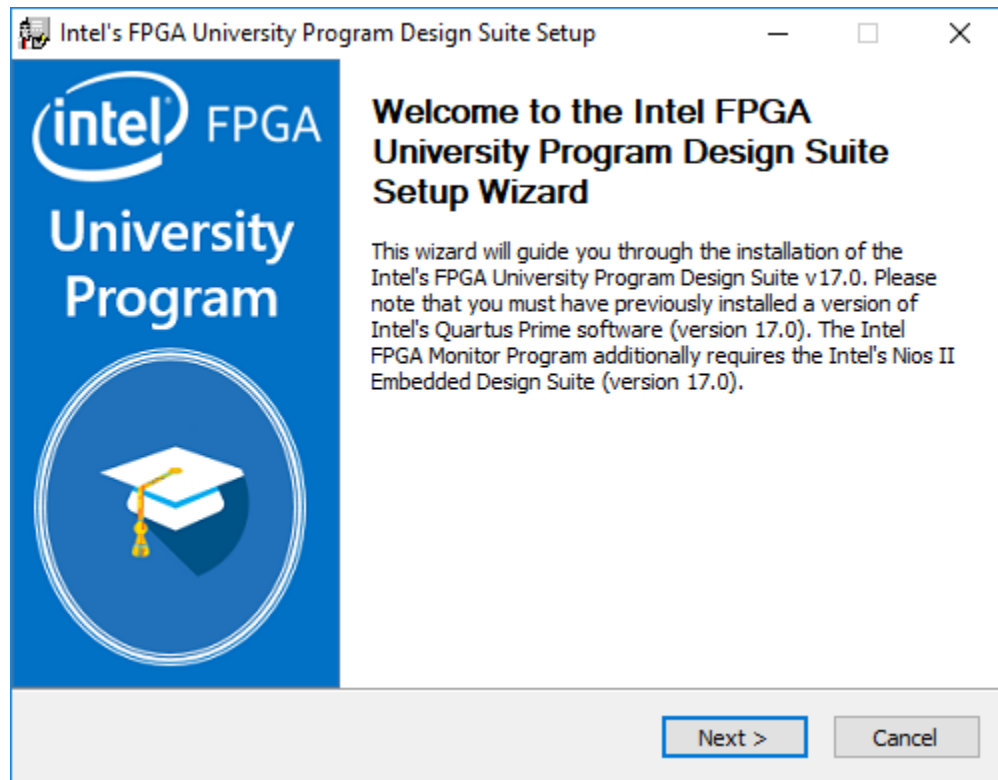 Intel's FPGA University Program Design Suite Setup
intel FPGA
University
Program
Welcome to the Intel FPGA
University Program Design Suite
Setup Wizard
This wizard will guide you through the installation of the
Intel's FPGA University Program Design Suite v17.0. Please
note that you must have previously installed a version of
Intel's Quartus Prime software (version 17.0). The Intel
FPGA Monitor Program additionally requires the Intel's Nios II
Embedded Design Suite (version 17.0).
Next >
Cancel